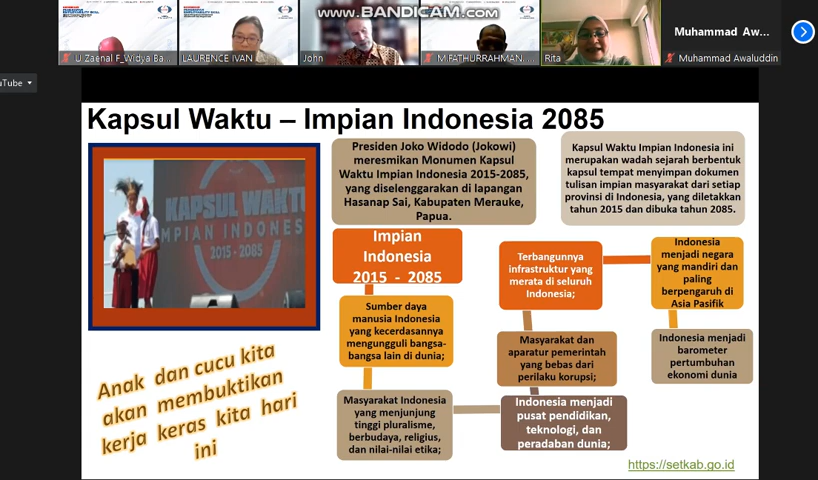 www.BANDICAM.com
LI Zaenal F_Widya Ba...
LAURENCE IVAN
John
M.FATHURRAHMAN....
Rita
Muhammad Aw...
Muhammad Awaluddin
uTube
Kapsul Waktu – Impian Indonesia 2085
KAPSUL WAKTU
IMPIAN INDONES
2015 - 2085
Presiden Joko Widodo (Jokowi)
meresmikan Monumen Kapsul
Waktu Impian Indonesia 2015-2085,
yang diselenggarakan di lapangan
Hasanap Sai, Kabupaten Merauke,
Papua.
Kapsul Waktu Impian Indonesia ini
merupakan wadah sejarah berbentuk
kapsul tempat menyimpan dokumen
tulisan impian masyarakat dari setiap
provinsi di Indonesia, yang diletakkan
tahun 2015 dan dibuka tahun 2085.
Impian
Indonesia
2015 - 2085
Sumber daya
manusia Indonesia
yang kecerdasannya
mengungguli bangsa-
bangsa lain di dunia;
Masyarakat Indonesia
yang menjunjung
tinggi pluralisme,
berbudaya, religius,
dan nilai-nilai etika;
Indonesia menjadi
pusat pendidikan,
teknologi, dan
peradaban dunia;
Masyarakat dan
aparatur pemerintah
yang bebas dari
perilaku korupsi;
Terbangunnya
infrastruktur yang
merata di seluruh
Indonesia;
Indonesia
menjadi negara
yang mandiri dan
paling
berpengaruh di
Asia Pasifik
Indonesia menjadi
barometer
pertumbuhan
ekonomi dunia
Anak dan cucu kita
akan membuktikan
kerja keras kita hari
ini
https://setkab.go.id